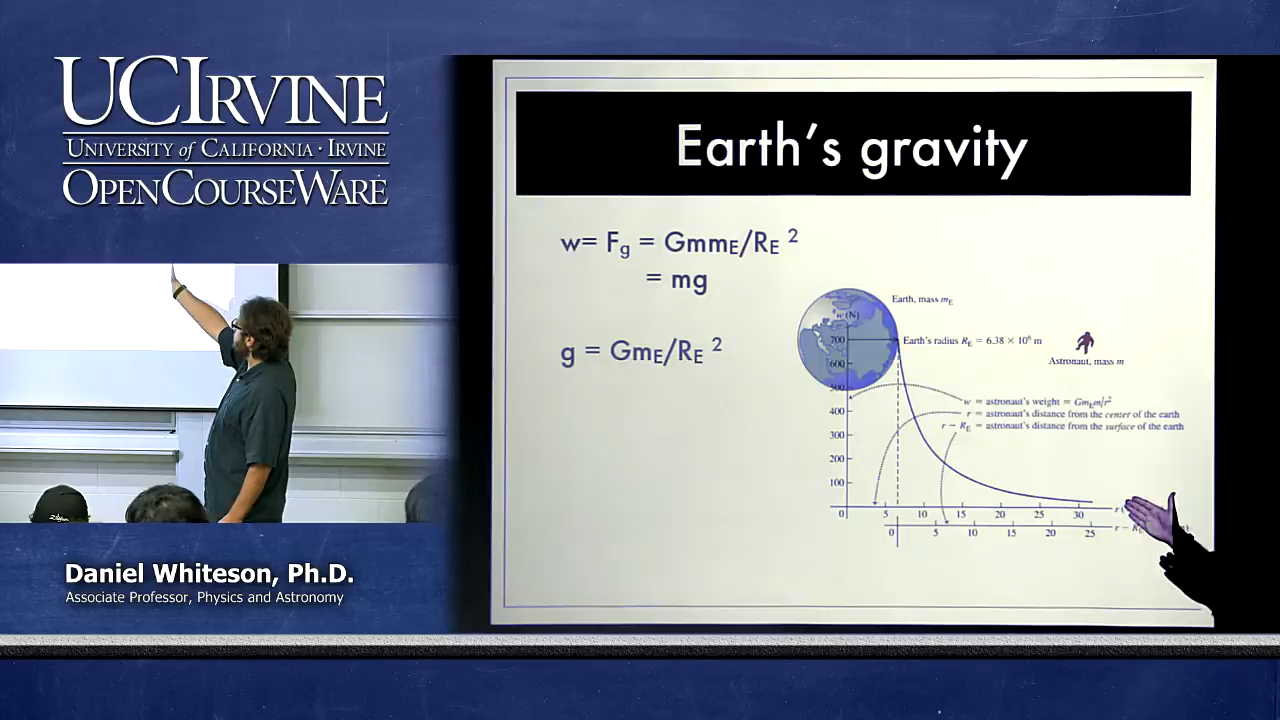 UCIRVINE
UNIVERSITY of CALIFORNIA · IRVINE
OPENCOURSEWARE
Daniel Whiteson, Ph.D.
Associate Professor, Physics and Astronomy
Earth's gravity
w= Fg = GmmE/RE 2
= mg
g = GmE/RE 2
Earth, mass mE
w (N)
700
Earth's radius RE = 6.38 × 10⁶ m
Astronaut, mass m
600
500
w = astronaut's weight = GmEm/r²
400
r = astronaut's distance from the center of the earth
r − RE = astronaut's distance from the surface of the earth
300
200
100
0 5 10 15 20 25 30
0 5 10 15 20 25
r − RE